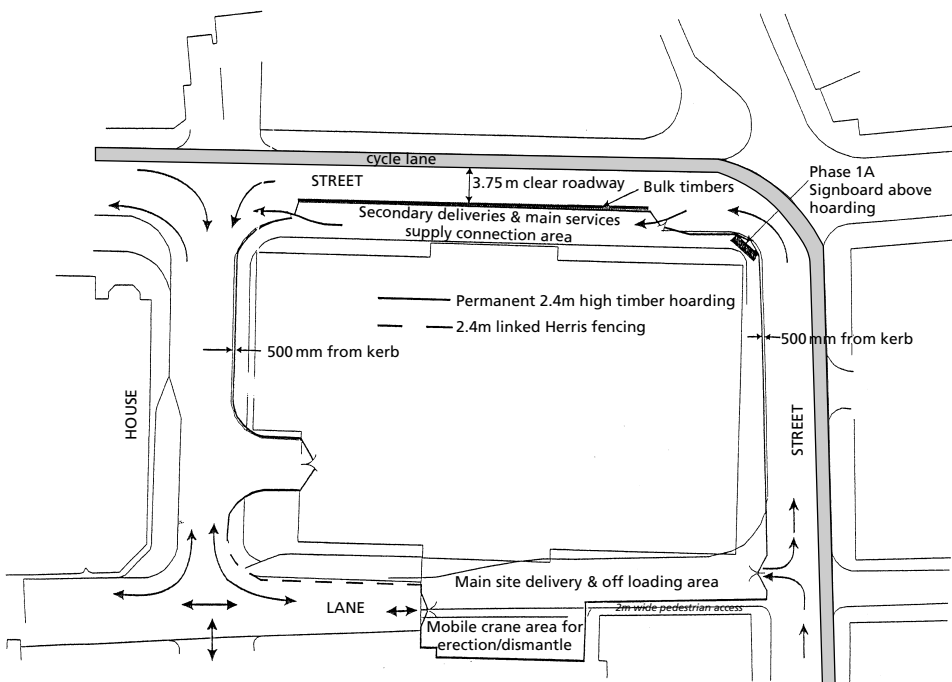 cycle lane
STREET
3.75 m clear roadway
Bulk timbers
Phase 1A
Signboard above
hoarding
Secondary deliveries & main services
supply connection area
Permanent 2.4m high timber hoarding
2.4m linked Herris fencing
500 mm from kerb
500 mm from kerb
HOUSE
STREET
Main site delivery & off loading area
LANE
2m wide pedestrian access
Mobile crane area for
erection/dismantle